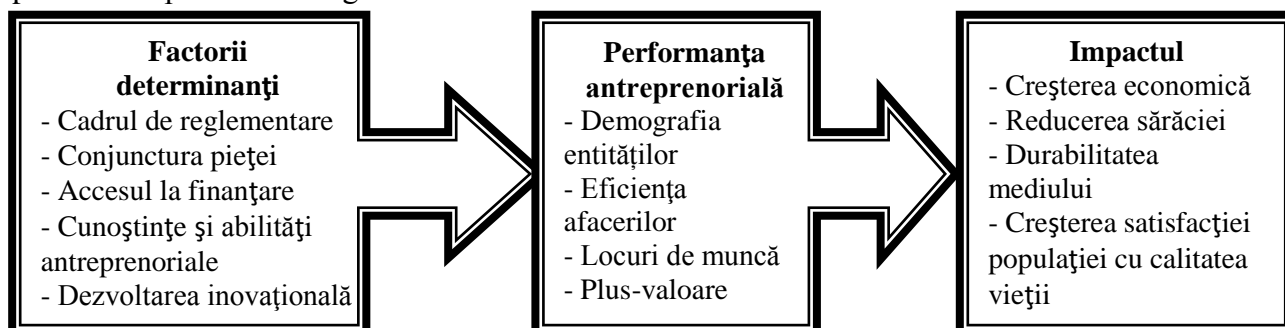 Factorii
determinanţi
- Cadrul de reglementare
- Conjunctura pieţei
- Accesul la finanţare
- Cunoştinţe şi abilităţi
antreprenoriale
- Dezvoltarea inovaţională
Performanţa
antreprenorială
- Demografia
entităților
- Eficienţa
afacerilor
- Locuri de muncă
- Plus-valoare
Impactul
- Creşterea economică
- Reducerea sărăciei
- Durabilitatea
mediului
- Creşterea satisfacţiei
populaţiei cu calitatea
vieţii